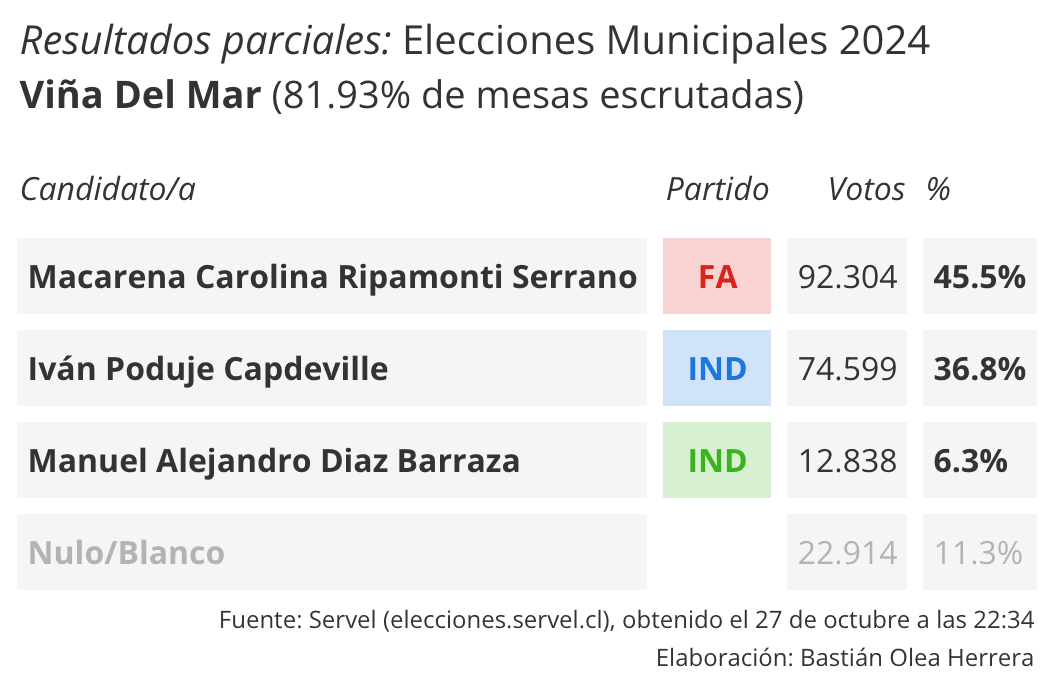 Resultados parciales: Elecciones Municipales 2024
Viña Del Mar (81.93% de mesas escrutadas)
Candidato/a Partido Votos %
Macarena Carolina Ripamonti Serrano FA 92.304 45.5%
Iván Poduje Capdeville IND 74.599 36.8%
Manuel Alejandro Diaz Barraza IND 12.838 6.3%
Nulo/Blanco 22.914 11.3%
Fuente: Servel (elecciones.servel.cl), obtenido el 27 de octubre a las 22:34
Elaboración: Bastián Olea Herrera